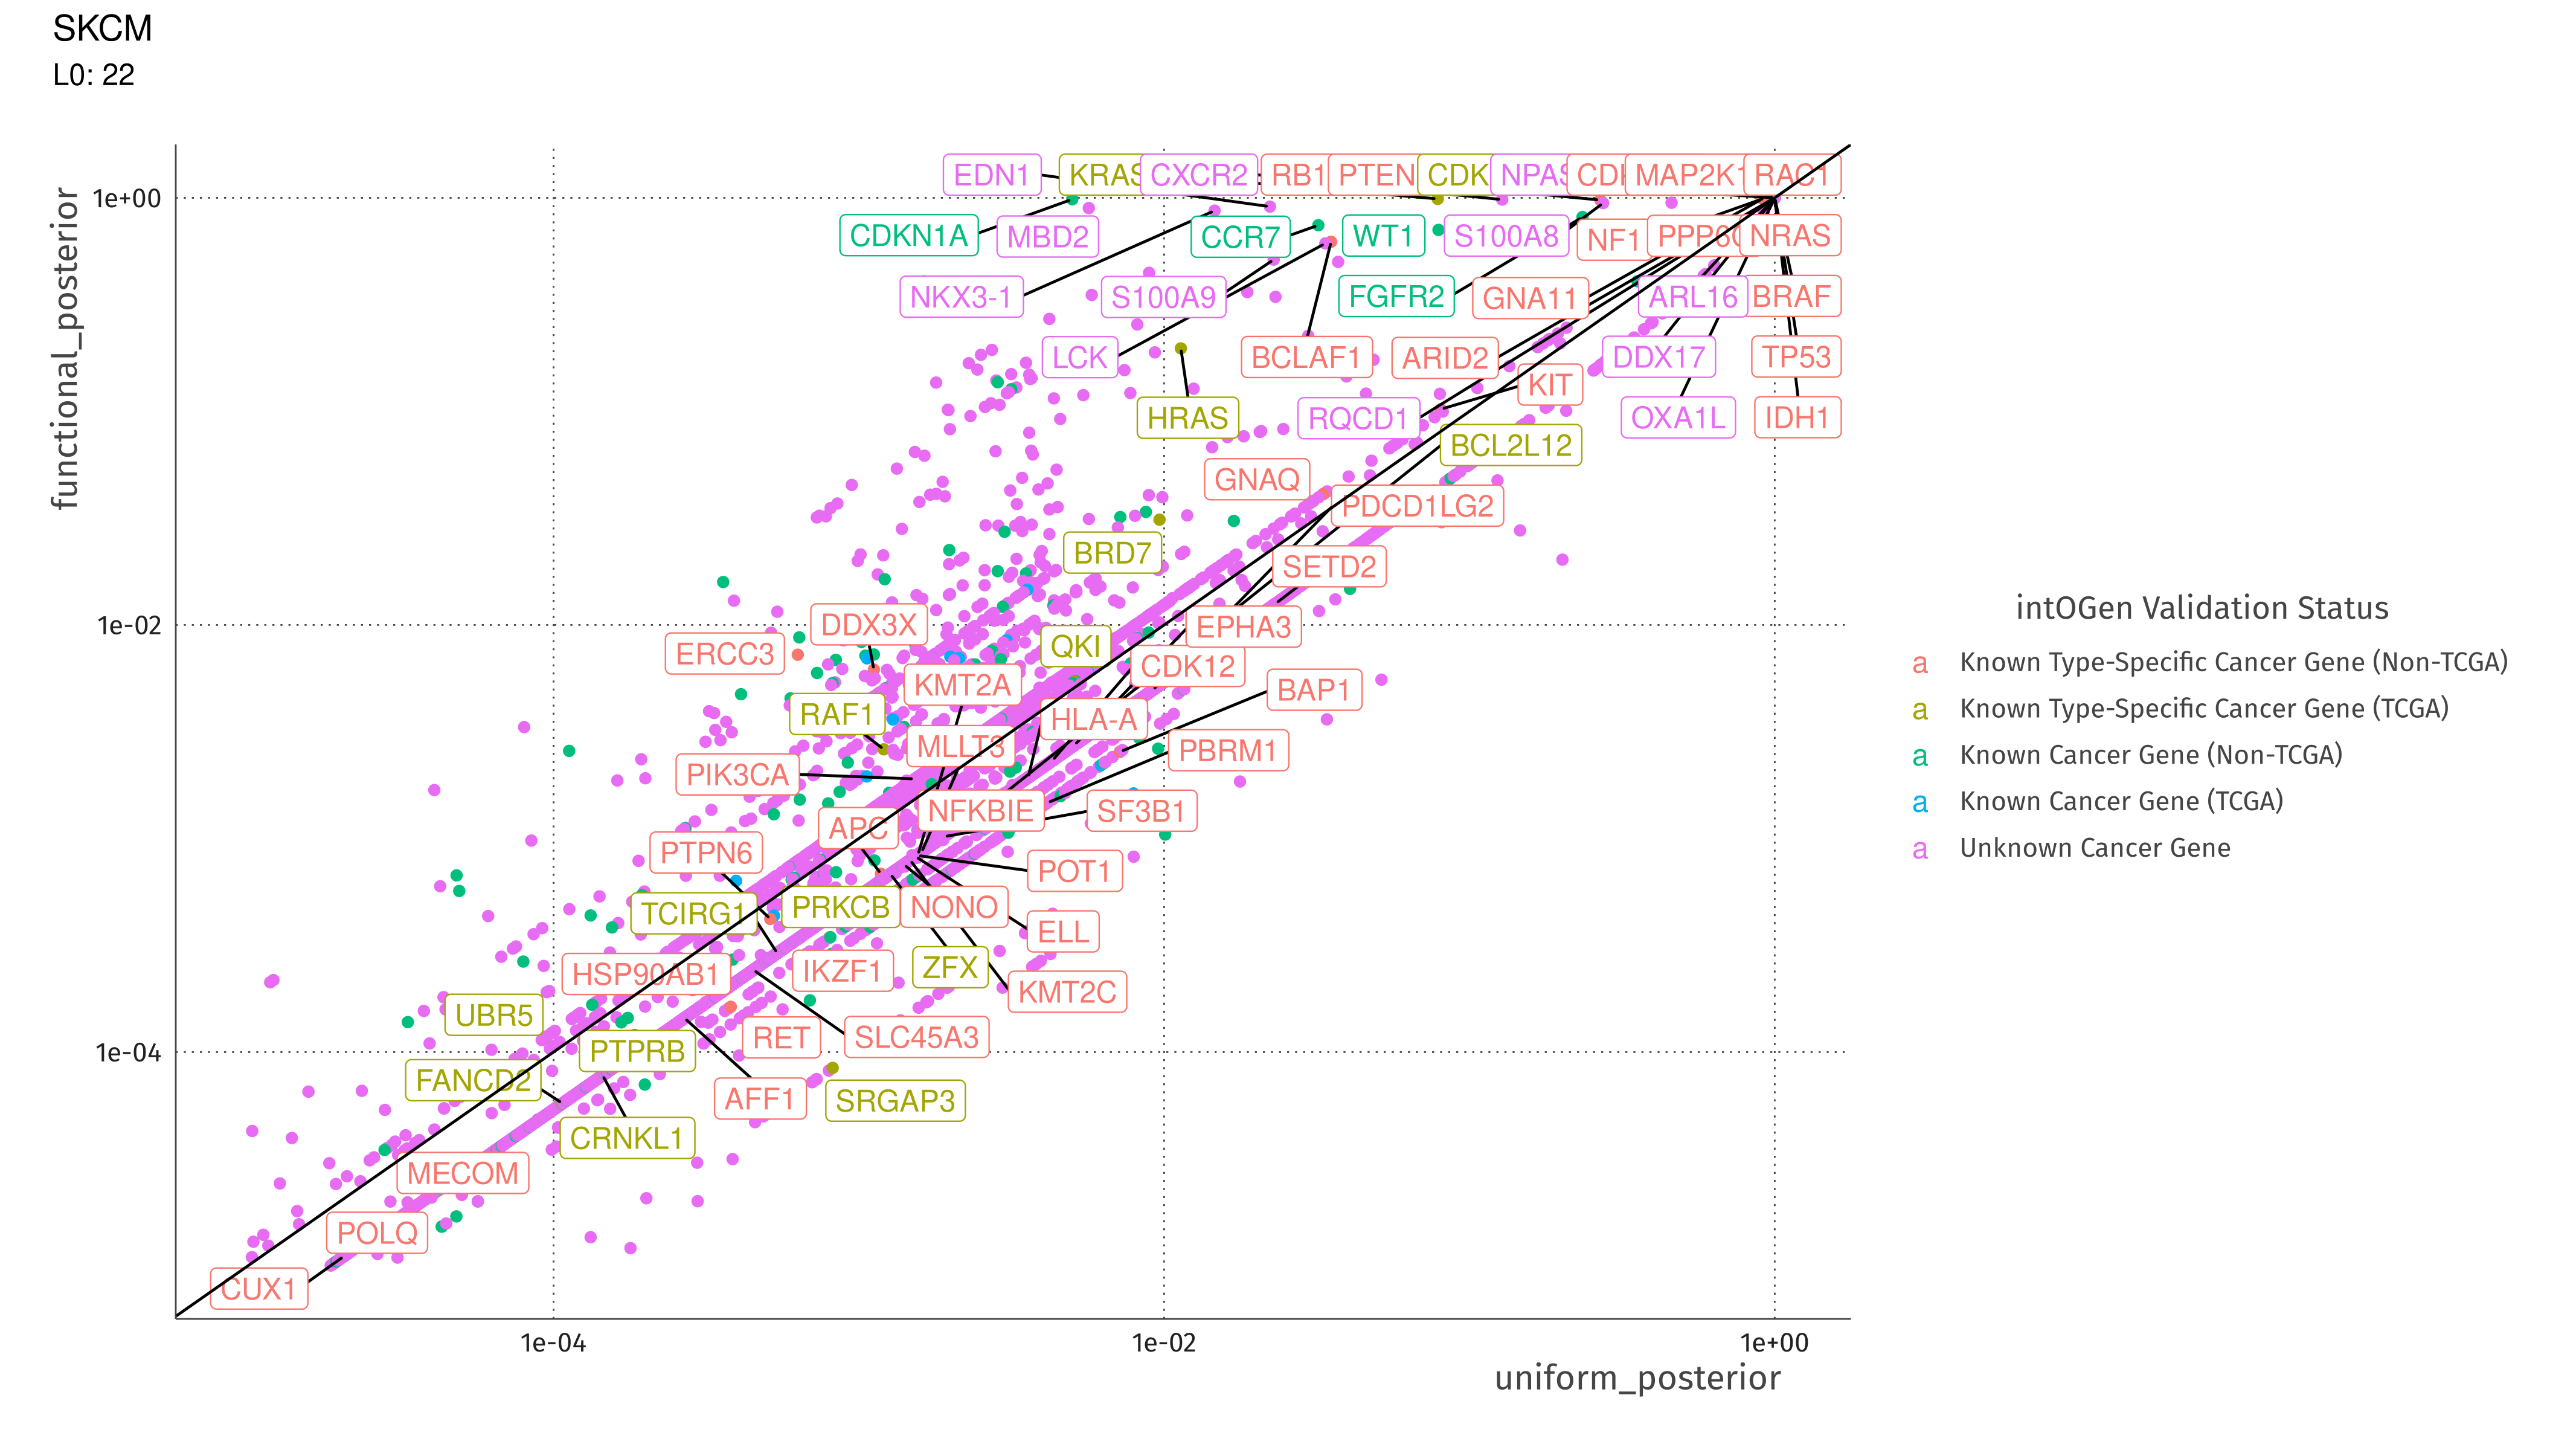 SKCM
L0: 22
functional_posterior
1e+00
1e-02
1e-04
EDN1
KRAS
CXCR2
RB1
PTEN
NPAS
MAP2K1
RAC1
CDKN1A
MBD2
CCR7
WT1
S100A8
NF1
NRAS
NKX3-1
S100A9
FGFR2
GNA11
ARL16
BRAF
LCK
BCLAF1
ARID2
KIT
DDX17
TP53
HRAS
RQCD1
BCL2L12
OXA1L
IDH1
GNAQ
PDCD1LG2
BRD7
SETD2
DDX3X
ERCC3
QKI
EPHA3
KMT2A
CDK12
RAF1
HLA-A
BAP1
MLLT3
PBRM1
PIK3CA
NFKBIE
SF3B1
APC
PTPN6
POT1
TCIRG1
PRKCB
NONO
ELL
HSP90AB1
IKZF1
ZFX
KMT2C
UBR5
PTPRB
RET
SLC45A3
FANCD2
AFF1
SRGAP3
CRNKL1
MECOM
POLQ
CUX1
1e-04
1e-02
1e+00
uniform_posterior
intOGen Validation Status
a Known Type-Specific Cancer Gene (Non-TCGA)
a Known Type-Specific Cancer Gene (TCGA)
a Known Cancer Gene (Non-TCGA)
a Known Cancer Gene (TCGA)
a Unknown Cancer Gene